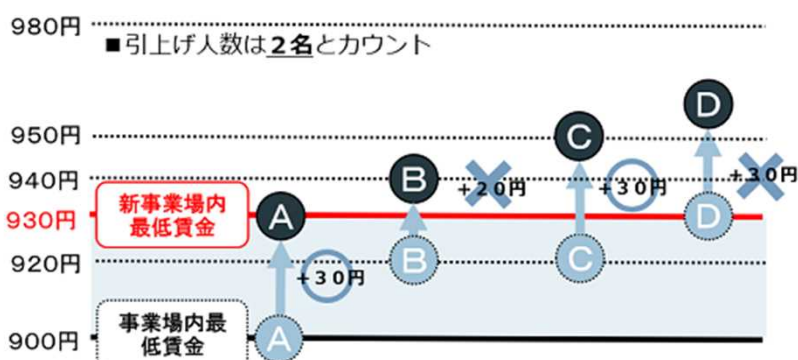 980円
■引上げ人数は2名とカウント
D
950円
C
940円
B
+20円
+30円
+30円
新事業場内
最低賃金
930円
A
D
920円
+30円
B
C
事業場内最
低賃金
900円
A